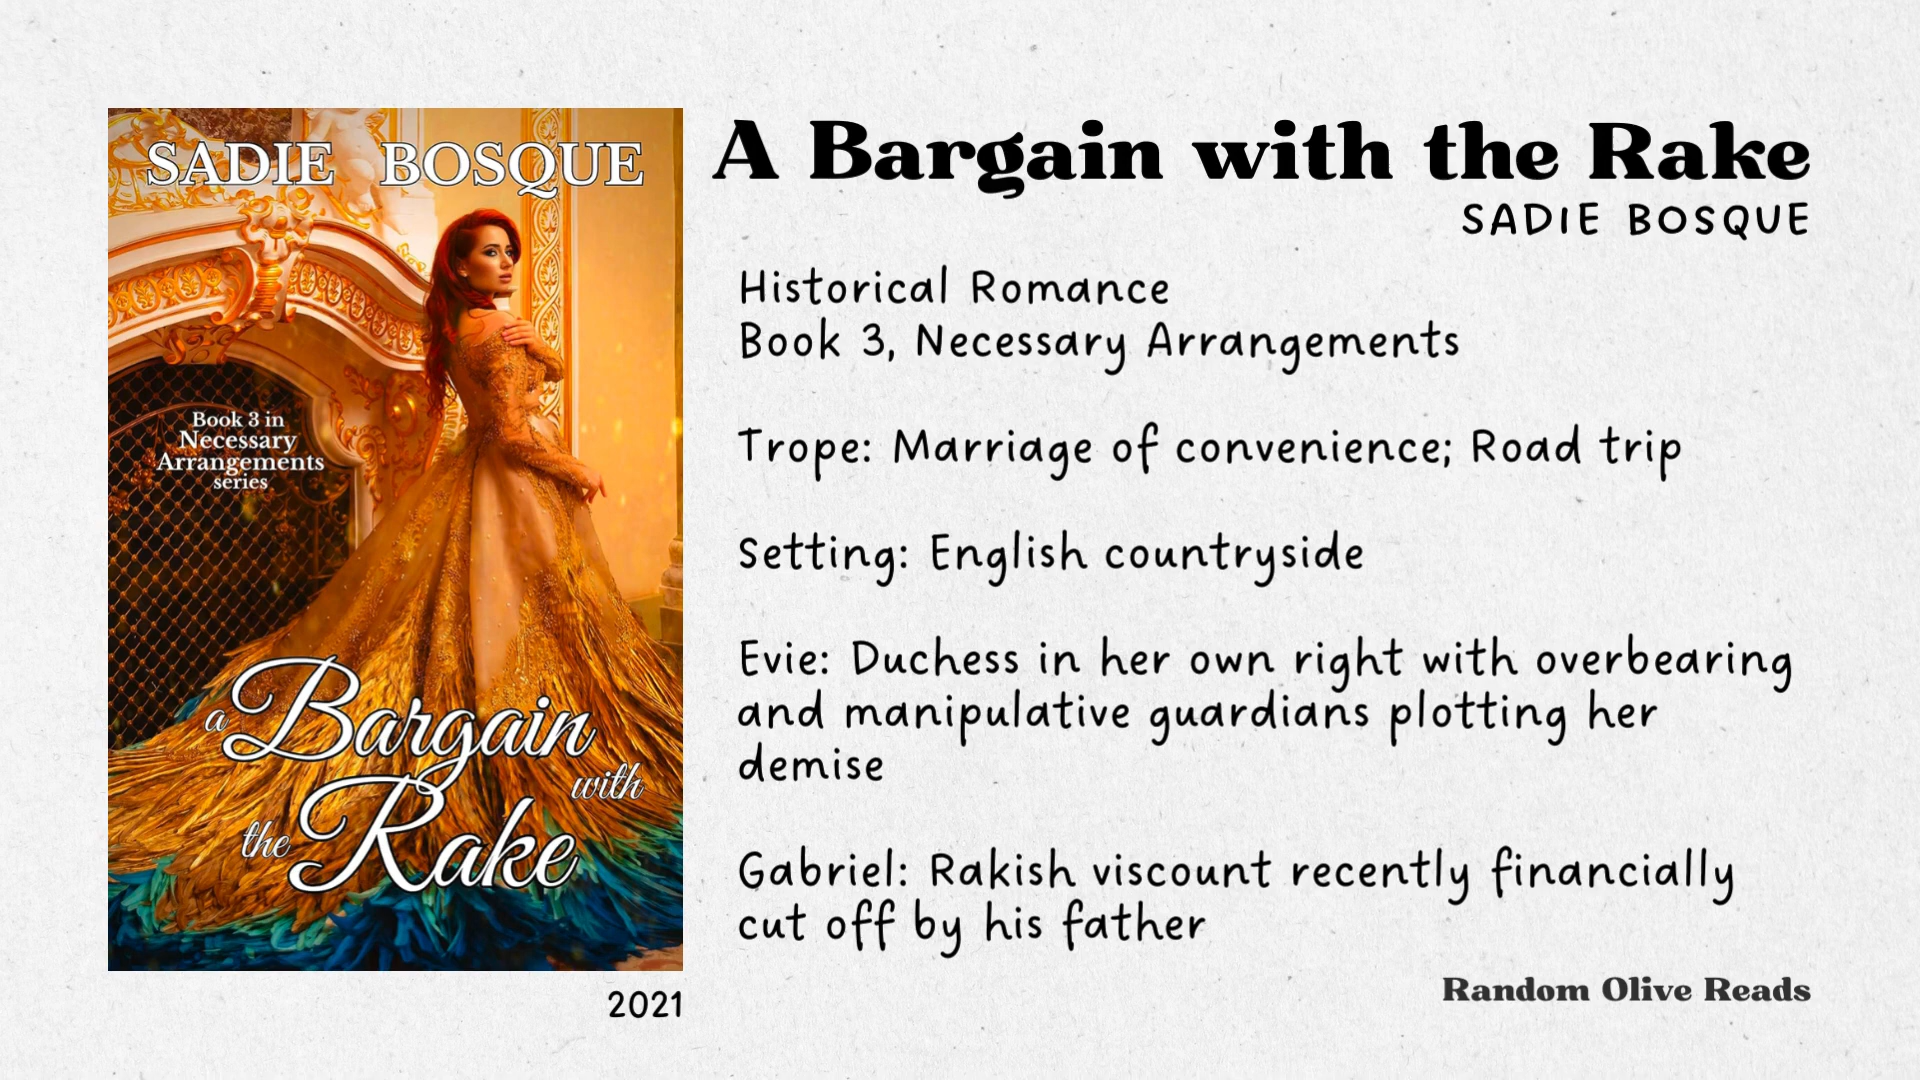 SADIE BOSQUE
Book 3 in
Necessary
Arrangements
series
a Bargain
with
the Rake
2021
A Bargain with the Rake
SADIE BOSQUE
Historical Romance
Book 3, Necessary Arrangements
Trope: Marriage of convenience; Road trip
Setting: English countryside
Evie: Duchess in her own right with overbearing
and manipulative guardians plotting her
demise
Gabriel: Rakish viscount recently financially
cut off by his father
Random Olive Reads